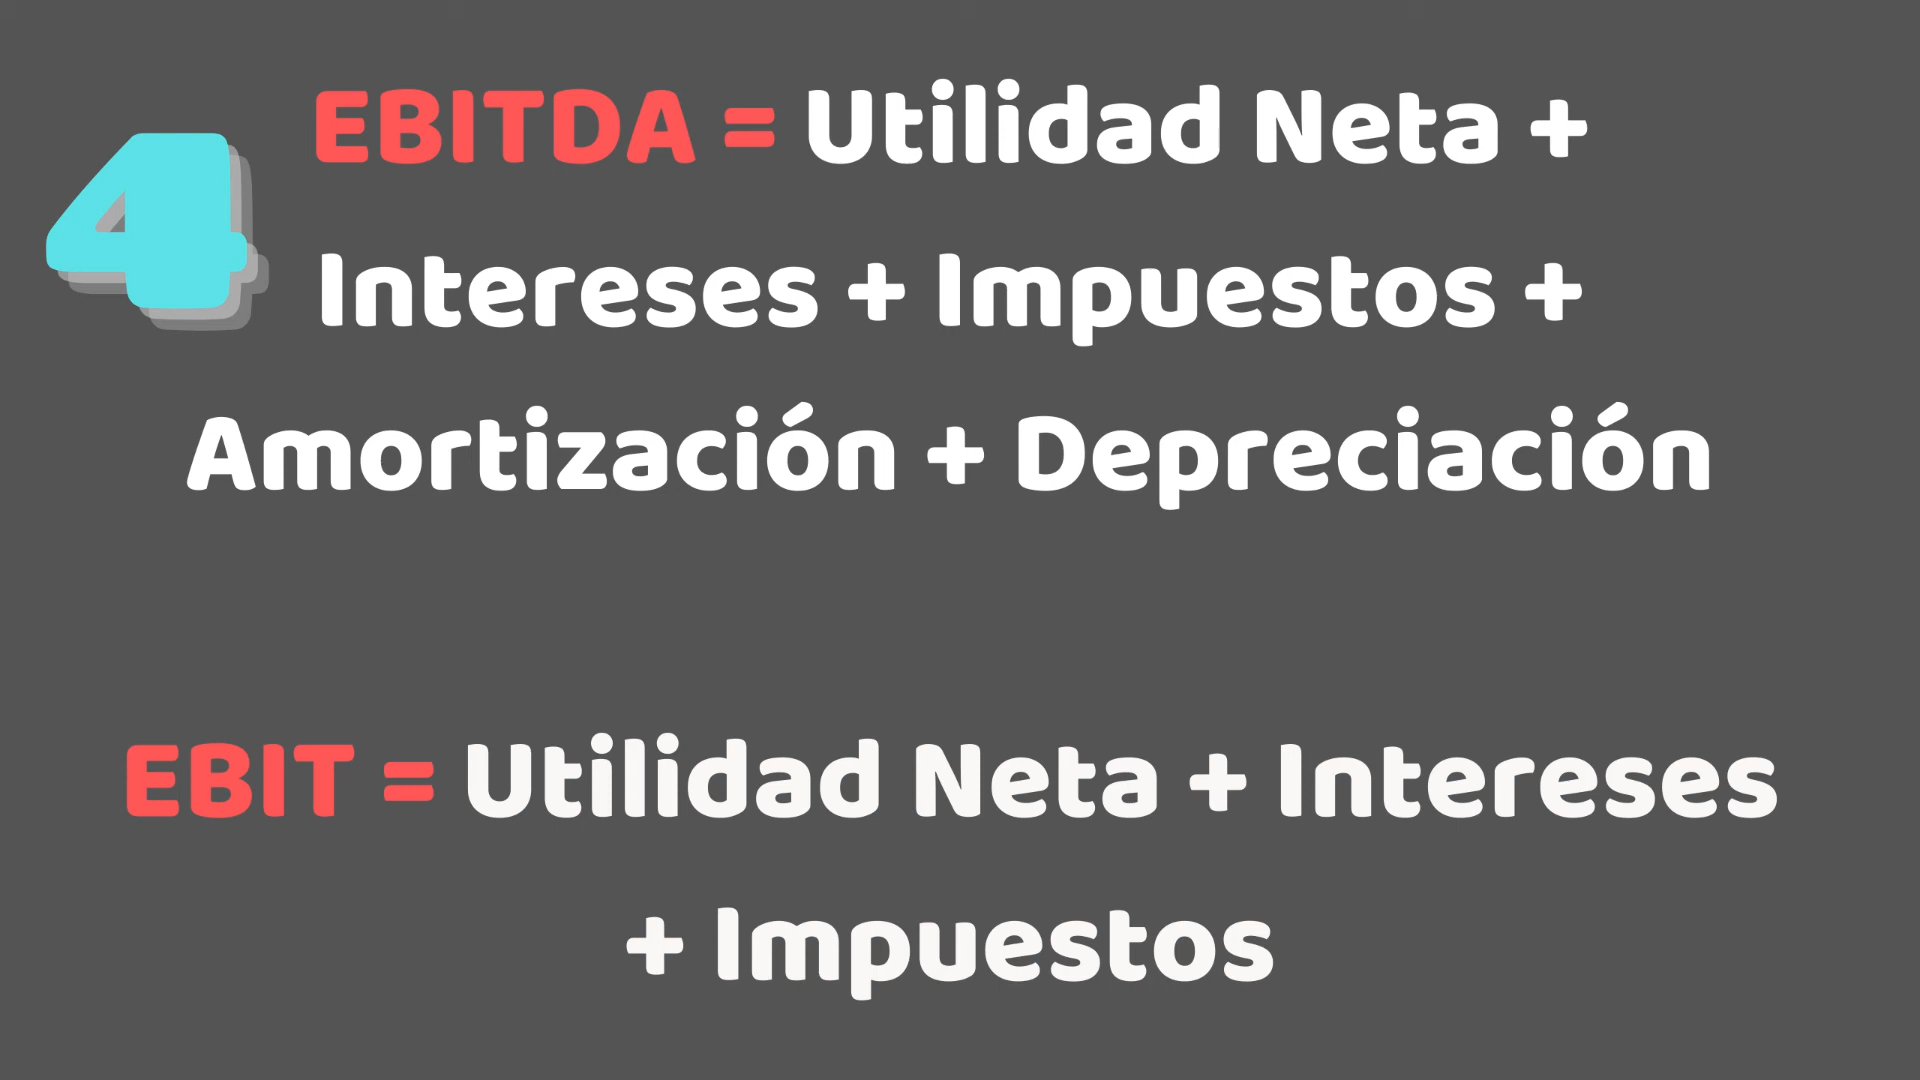 4
EBITDA = Utilidad Neta +
Intereses + Impuestos +
Amortización + Depreciación
EBIT = Utilidad Neta + Intereses
+ Impuestos